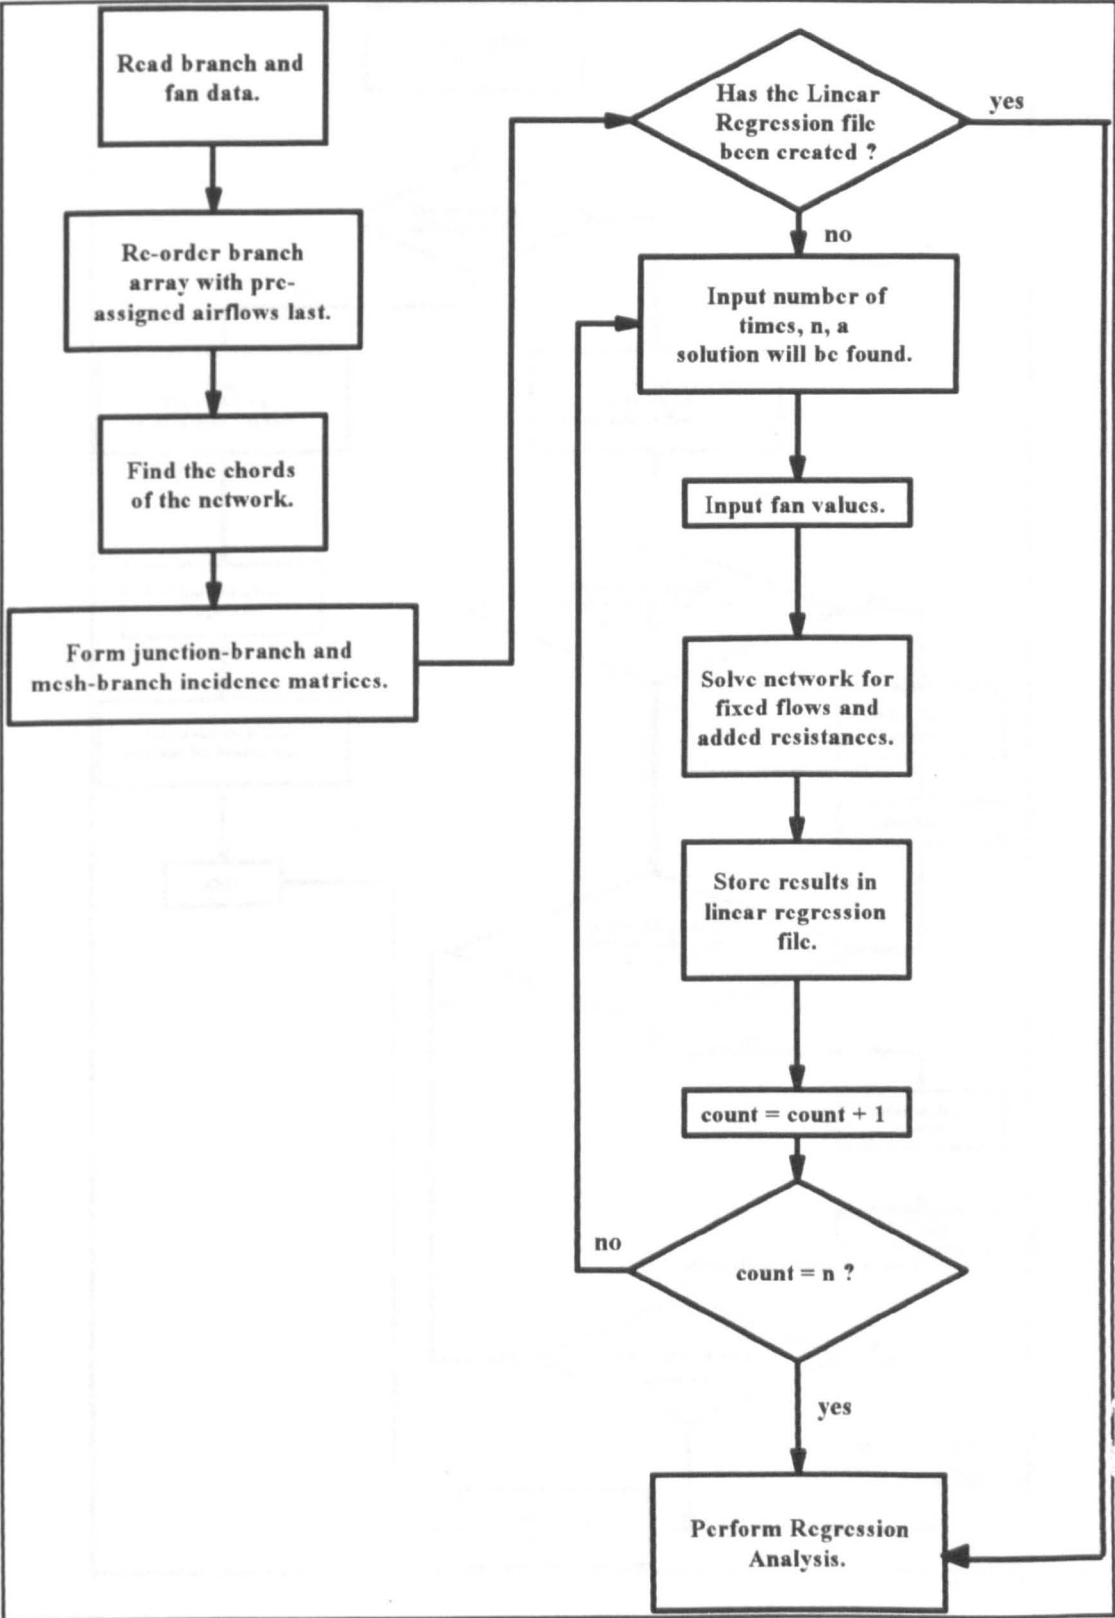 Read branch and
fan data.
Re-order branch
array with pre-
assigned airflows last.
Find the chords
of the network.
Form junction-branch and
mesh-branch incidence matrices.
Has the Linear
Regression file
been created ?
yes
no
Input number of
times, n, a
solution will be found.
Input fan values.
Solve network for
fixed flows and
added resistances.
Store results in
linear regression
file.
count = count + 1
no
count = n ?
yes
Perform Regression
Analysis.